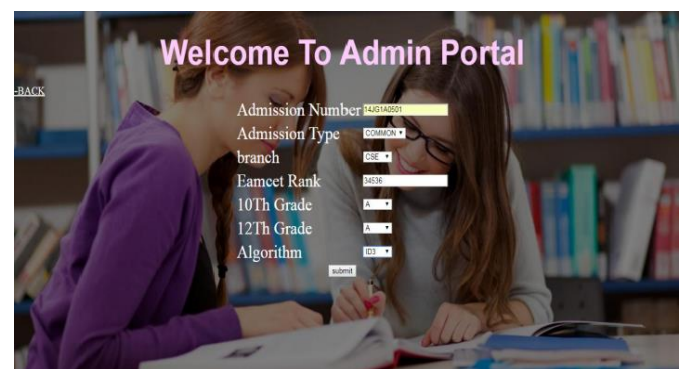 Welcome To Admin Portal
-BACK
Admission Number 14JG1A0501
Admission Type COMMON
branch CSE
Eamcet Rank 34536
10Th Grade A
12Th Grade A
Algorithm ID3
submit